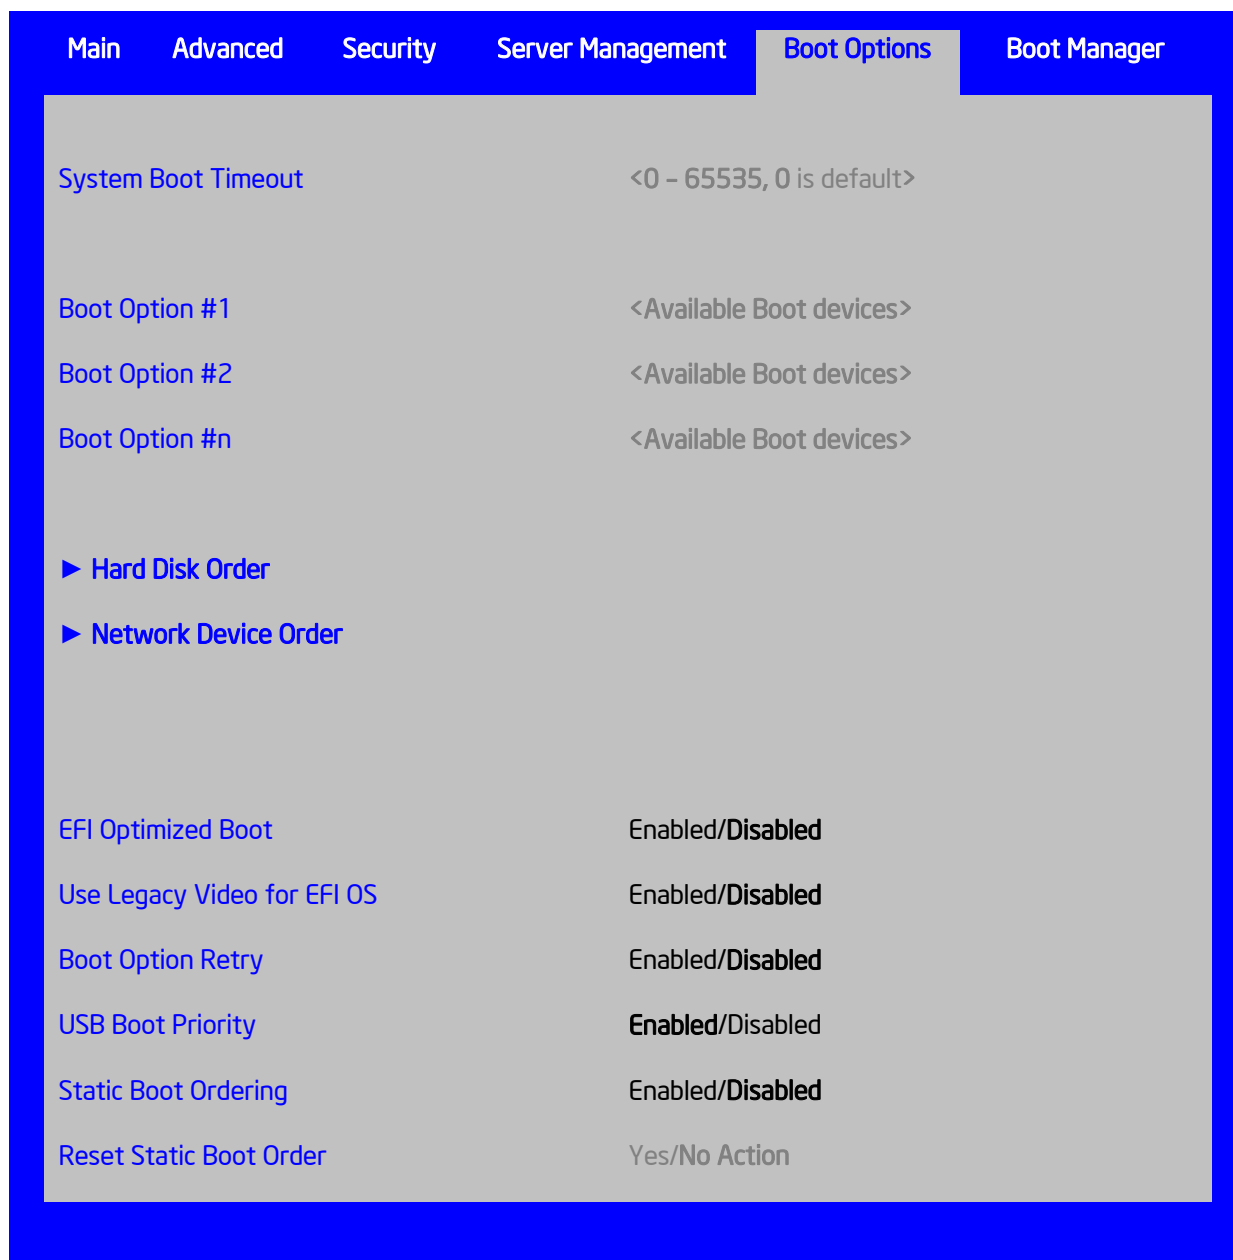 Main Advanced Security Server Management Boot Options Boot Manager
System Boot Timeout <0 – 65535, 0 is default>
Boot Option #1 <Available Boot devices>
Boot Option #2 <Available Boot devices>
Boot Option #n <Available Boot devices>
► Hard Disk Order
► Network Device Order
EFI Optimized Boot Enabled/Disabled
Use Legacy Video for EFI OS Enabled/Disabled
Boot Option Retry Enabled/Disabled
USB Boot Priority Enabled/Disabled
Static Boot Ordering Enabled/Disabled
Reset Static Boot Order Yes/No Action